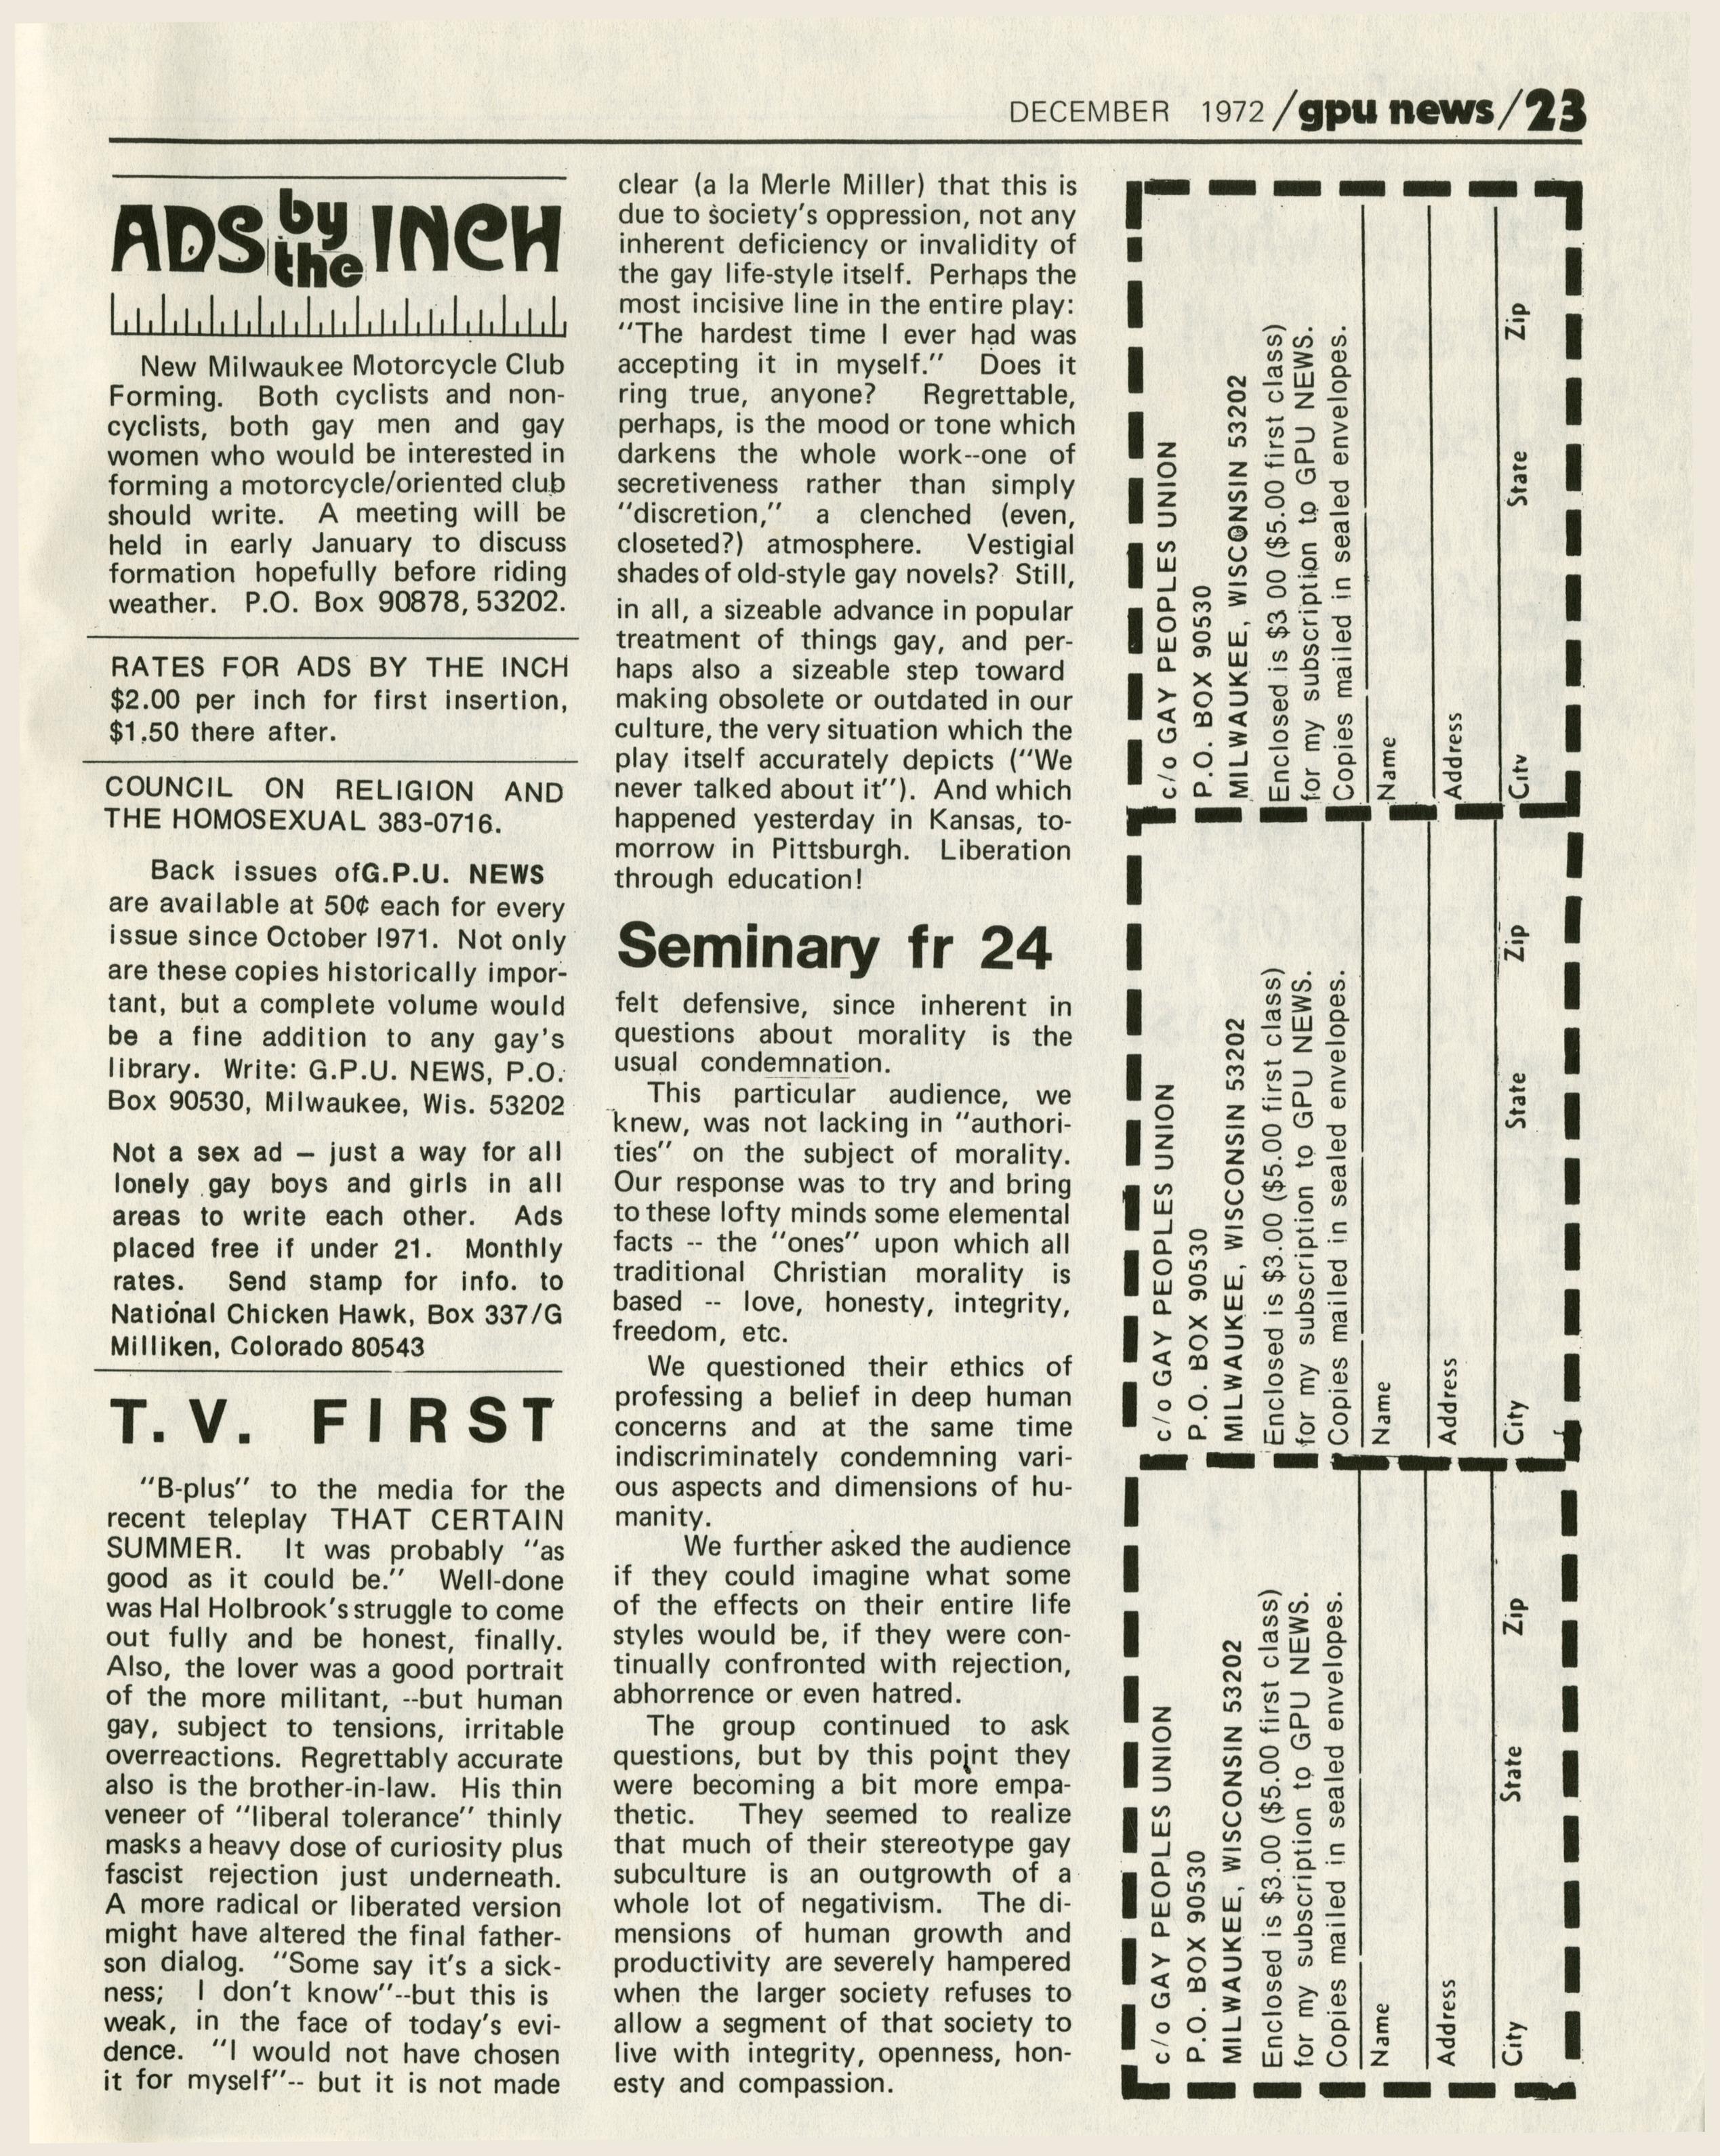 DECEMBER 1972 /gpu news/23
ADS by the INCH
New Milwaukee Motorcycle Club
Forming. Both cyclists and non-
cyclists, both gay men and gay
women who would be interested in
forming a motorcycle/oriented club
should write. A meeting will be
held in early January to discuss
formation hopefully before riding
weather. P.O. Box 90878, 53202.
RATES FOR ADS BY THE INCH
$2.00 per inch for first insertion,
$1.50 there after.
COUNCIL ON RELIGION AND
THE HOMOSEXUAL 383-0716.
Back issues ofG.P.U. NEWS
are available at 50¢ each for every
issue since October 1971. Not only
are these copies historically impor-
tant, but a complete volume would
be a fine addition to any gay's
library. Write: G.P.U. NEWS, P.O.
Box 90530, Milwaukee, Wis. 53202
Not a sex ad — just a way for all
lonely gay boys and girls in all
areas to write each other. Ads
placed free if under 21. Monthly
rates. Send stamp for info. to
National Chicken Hawk, Box 337/G
Milliken, Colorado 80543
T.V. FIRST
"B-plus" to the media for the
recent teleplay THAT CERTAIN
SUMMER. It was probably "as
good as it could be." Well-done
was Hal Holbrook's struggle to come
out fully and be honest, finally.
Also, the lover was a good portrait
of the more militant, --but human
gay, subject to tensions, irritable
overreactions. Regrettably accurate
also is the brother-in-law. His thin
veneer of "liberal tolerance" thinly
masks a heavy dose of curiosity plus
fascist rejection just underneath.
A more radical or liberated version
might have altered the final father-
son dialog. "Some say it's a sick-
ness; I don't know"--but this is
weak, in the face of today's evi-
dence. "I would not have chosen
it for myself"-- but it is not made
clear (a la Merle Miller) that this is
due to society's oppression, not any
inherent deficiency or invalidity of
the gay life-style itself. Perhaps the
most incisive line in the entire play:
"The hardest time I ever had was
accepting it in myself." Does it
ring true, anyone? Regrettable,
perhaps, is the mood or tone which
darkens the whole work--one of
secretiveness rather than simply
"discretion," a clenched (even,
closeted?) atmosphere. Vestigial
shades of old-style gay novels? Still,
in all, a sizeable advance in popular
treatment of things gay, and per-
haps also a sizeable step toward
making obsolete or outdated in our
culture, the very situation which the
play itself accurately depicts ("We
never talked about it"). And which
happened yesterday in Kansas, to-
morrow in Pittsburgh. Liberation
through education!
Seminary fr 24
felt defensive, since inherent in
questions about morality is the
usual condemnation.
This particular audience, we
knew, was not lacking in "authori-
ties" on the subject of morality.
Our response was to try and bring
to these lofty minds some elemental
facts -- the "ones" upon which all
traditional Christian morality is
based -- love, honesty, integrity,
freedom, etc.
We questioned their ethics of
professing a belief in deep human
concerns and at the same time
indiscriminately condemning vari-
ous aspects and dimensions of hu-
manity.
We further asked the audience
if they could imagine what some
of the effects on their entire life
styles would be, if they were con-
tinually confronted with rejection,
abhorrence or even hatred.
The group continued to ask
questions, but by this point they
were becoming a bit more empa-
thetic. They seemed to realize
that much of their stereotype gay
subculture is an outgrowth of a
whole lot of negativism. The di-
mensions of human growth and
productivity are severely hampered
when the larger society refuses to
allow a segment of that society to
live with integrity, openness, hon-
esty and compassion.
c/o GAY PEOPLES UNION
P.O. BOX 90530
MILWAUKEE, WISCONSIN 53202
Enclosed is $3 00 ($5.00 first class)
for my subscription to GPU NEWS.
Copies mailed in sealed envelopes.
Name
Address
City State Zip
c/o GAY PEOPLES UNION
P.O. BOX 90530
MILWAUKEE, WISCONSIN 53202
Enclosed is $3.00 ($5.00 first class)
for my subscription to GPU NEWS.
Copies mailed in sealed envelopes.
Name
Address
City State Zip
c/o GAY PEOPLES UNION
P.O. BOX 90530
MILWAUKEE, WISCONSIN 53202
Enclosed is $3.00 ($5.00 first class)
for my subscription to GPU NEWS.
Copies mailed in sealed envelopes.
Name
Address
City State Zip